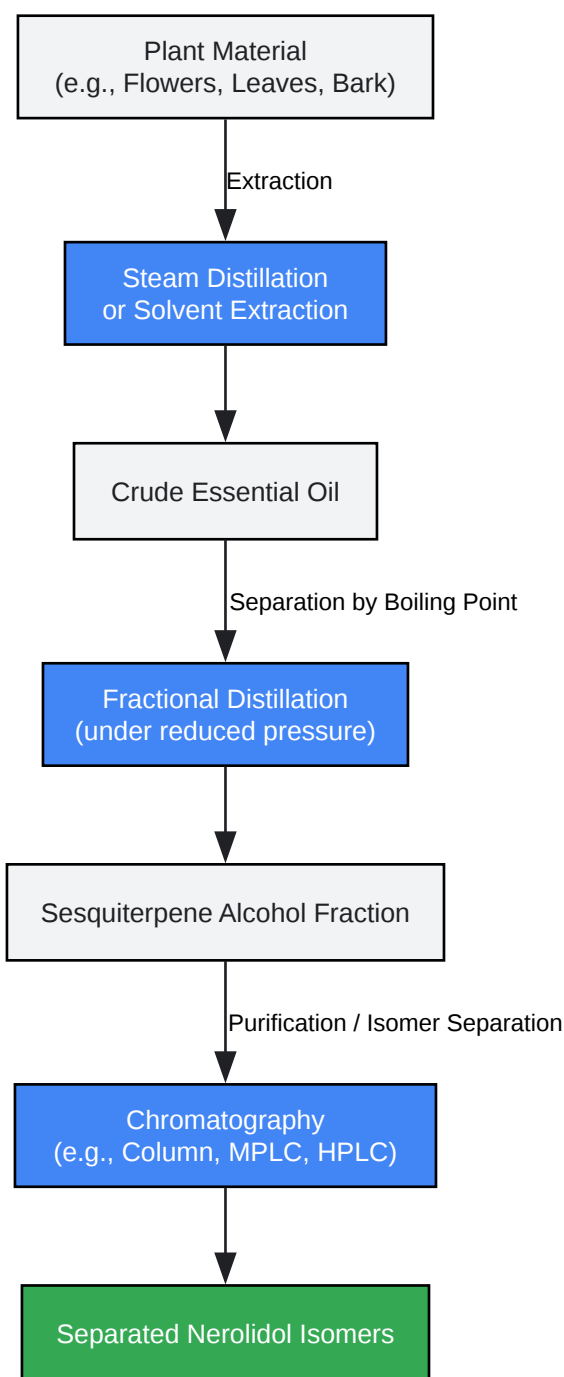 Plant Material
(e.g., Flowers, Leaves, Bark)
Extraction
Steam Distillation
or Solvent Extraction
Crude Essential Oil
Separation by Boiling Point
Fractional Distillation
(under reduced pressure)
Sesquiterpene Alcohol Fraction
Purification / Isomer Separation
Chromatography
(e.g., Column, MPLC, HPLC)
Separated Nerolidol Isomers